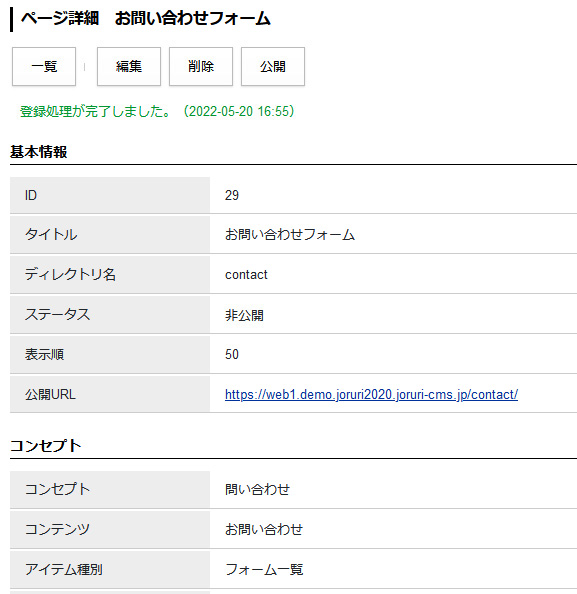 ページ詳細　お問い合わせフォーム
一覧 | 編集 削除 公開
登録処理が完了しました。（2022-05-20 16:55）
基本情報
ID 29
タイトル お問い合わせフォーム
ディレクトリ名 contact
ステータス 非公開
表示順 50
公開URL https://web1.demo.joruri2020.joruri-cms.jp/contact/
コンセプト
コンセプト 問い合わせ
コンテンツ お問い合わせ
アイテム種別 フォーム一覧